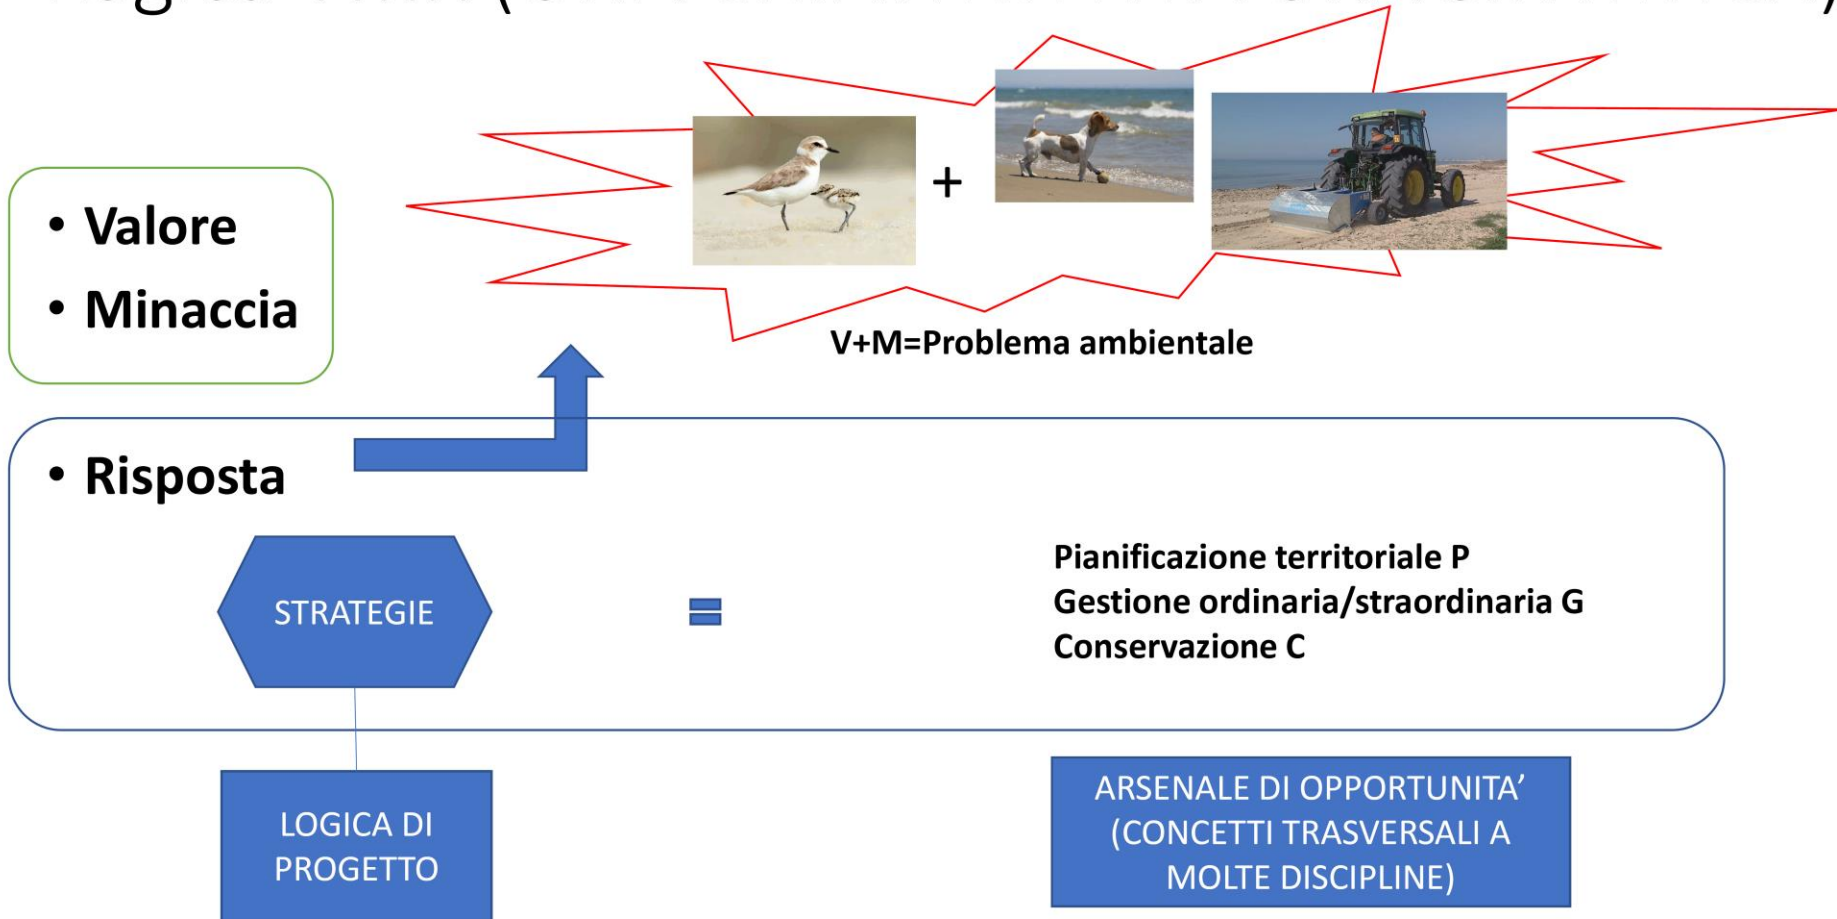 • Valore
• Minaccia
+
V+M=Problema ambientale
• Risposta
STRATEGIE
=
Pianificazione territoriale P
Gestione ordinaria/straordinaria G
Conservazione C
LOGICA DI
PROGETTO
ARSENALE DI OPPORTUNITA’
(CONCETTI TRASVERSALI A
MOLTE DISCIPLINE)